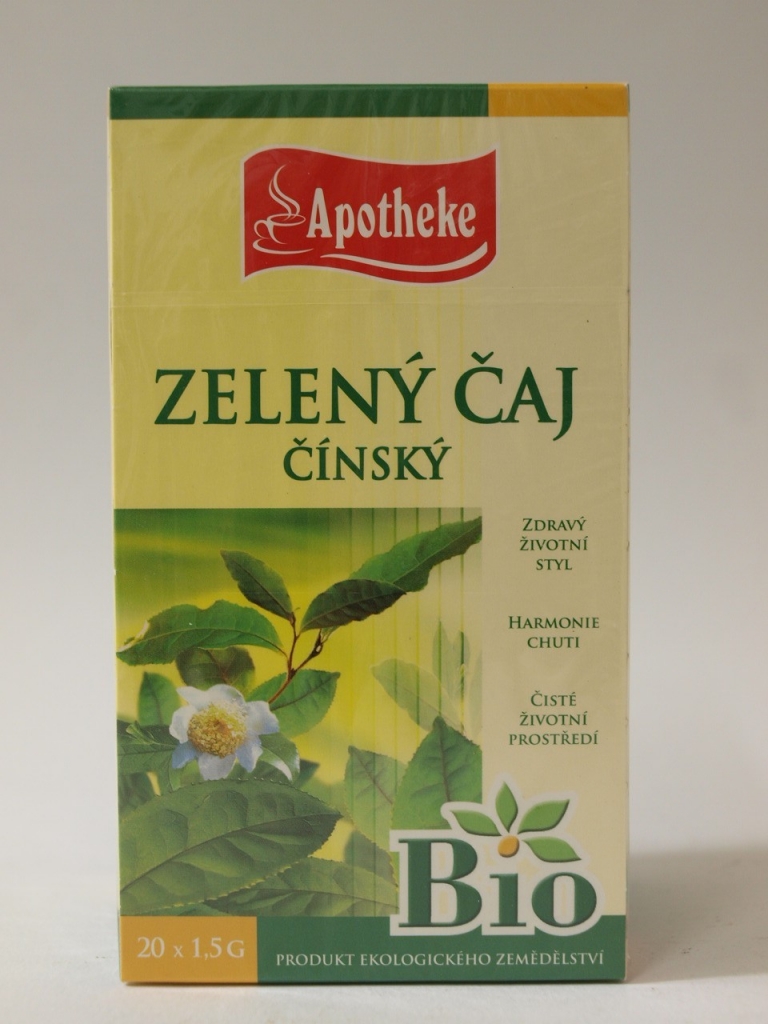 Apotheke
ZELENÝ ČAJ
ČÍNSKÝ
ZDRAVÝ
ŽIVOTNÍ
STYL
HARMONIE
CHUTI
ČISTÉ
ŽIVOTNÍ
PROSTŘEDÍ
Bio
20 x 1,5 G
PRODUKT EKOLOGICKÉHO ZEMĚDĚLSTVÍ